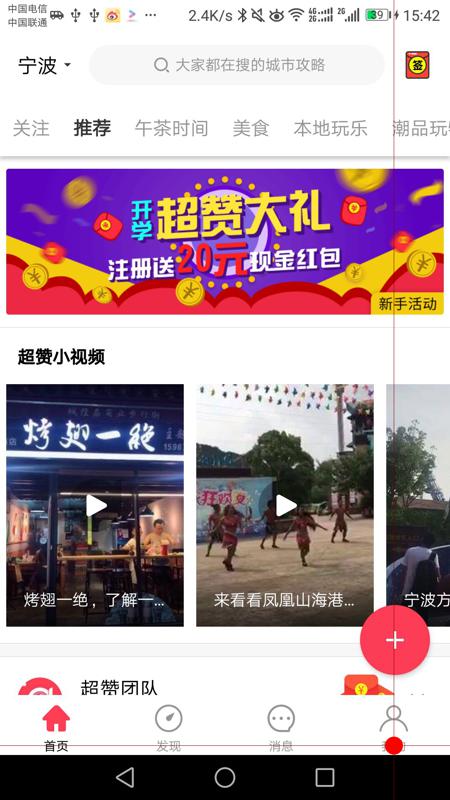 中国电信
中国联通
2.4K/s
4G
2G
2G
39
15:42
宁波
大家都在搜的城市攻略
签
关注
推荐
午茶时间
美食
本地玩乐
潮品玩
开学
超赞大礼
注册送20元现金红包
新手活动
超赞小视频
烤翅一绝
烤翅一绝，了解一...
来看看凤凰山海港...
宁波方
超赞团队
首页
发现
消息